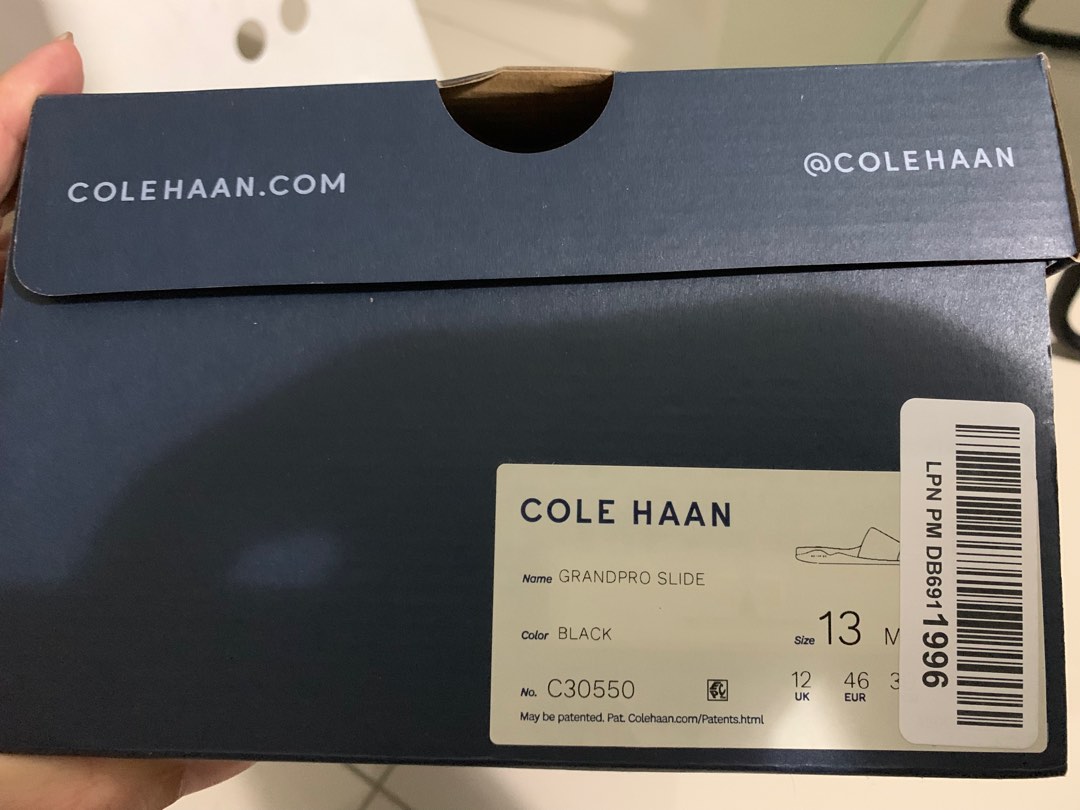 COLEHAAN.COM
@COLEHAAN
COLE HAAN
Name GRANDPRO SLIDE
Color BLACK
Size 13 M
No. C30550
12 UK
46 EUR
May be patented. Pat. Colehaan.com/Patents.html
LPN PM DB6911996